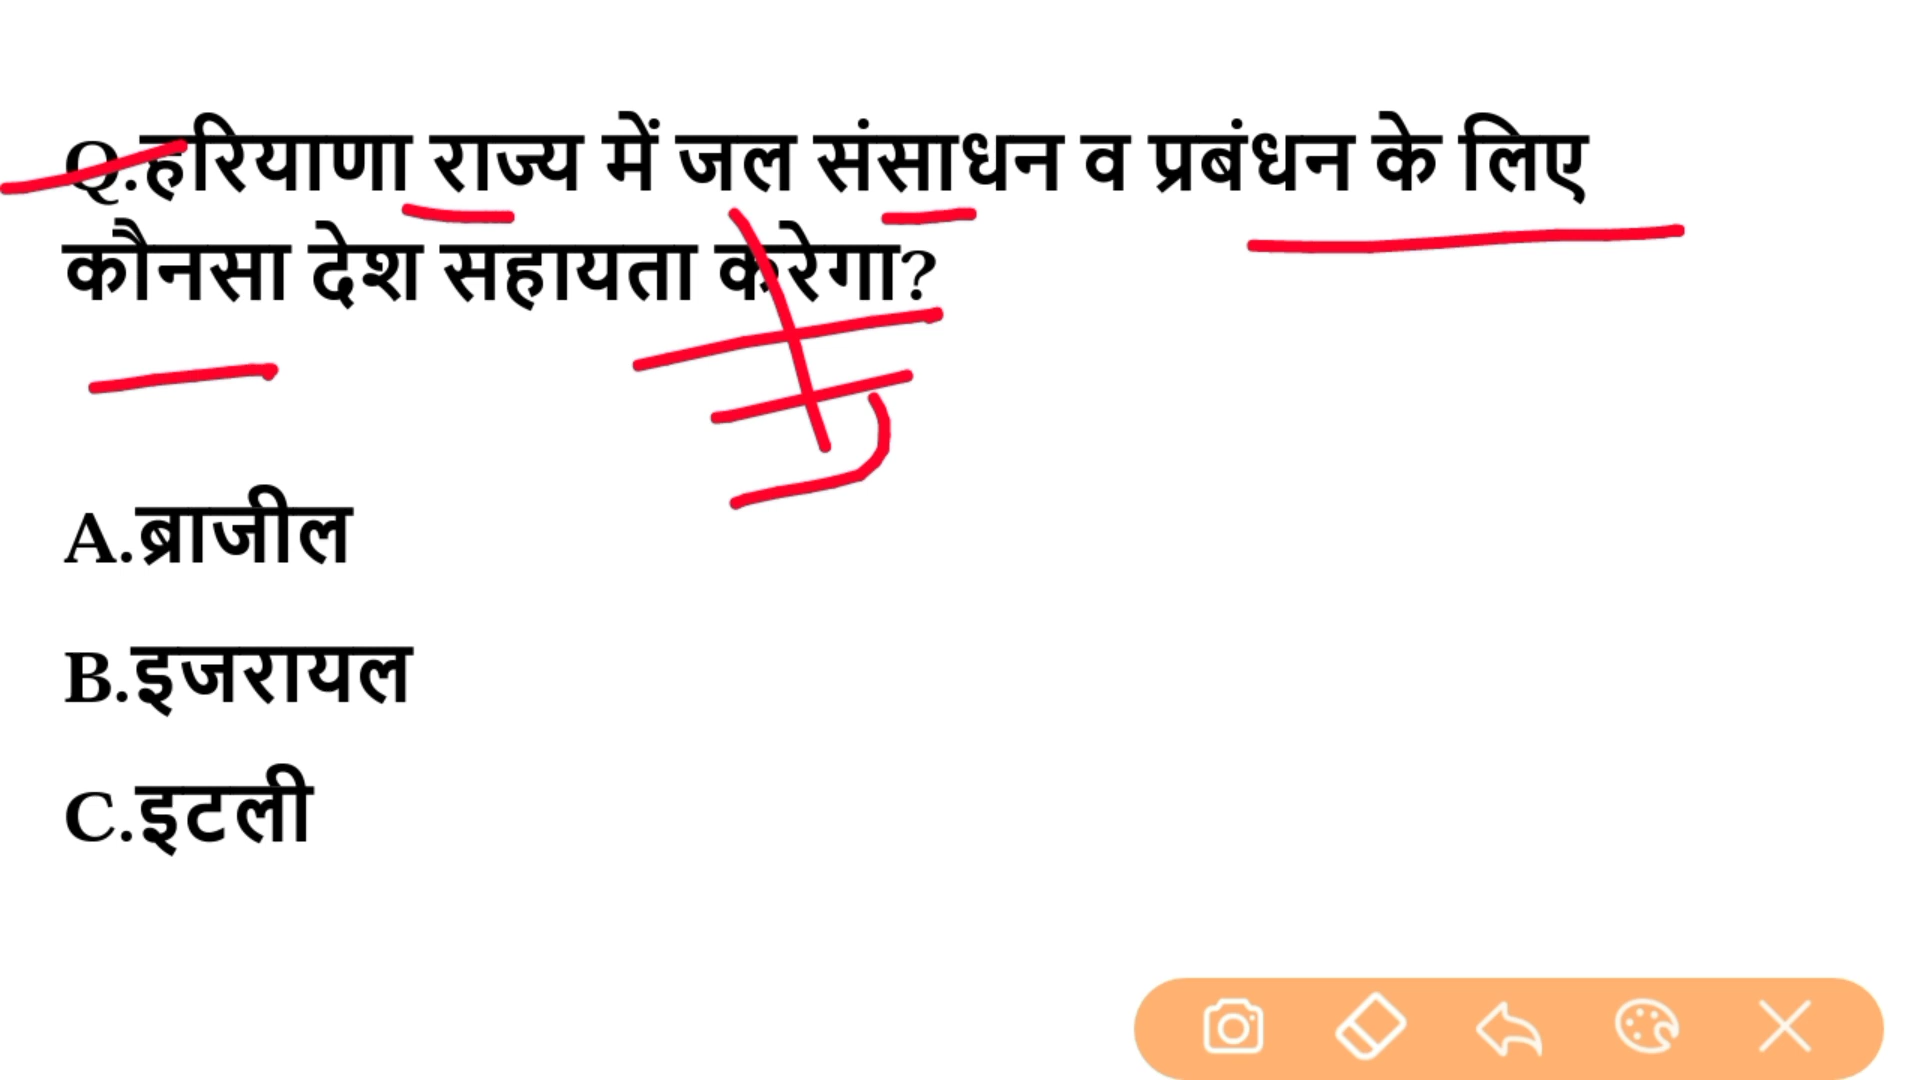 Q.हरियाणा राज्य में जल संसाधन व प्रबंधन के लिए
कौनसा देश सहायता करेगा?
A.ब्राजील
B.इजरायल
C.इटली